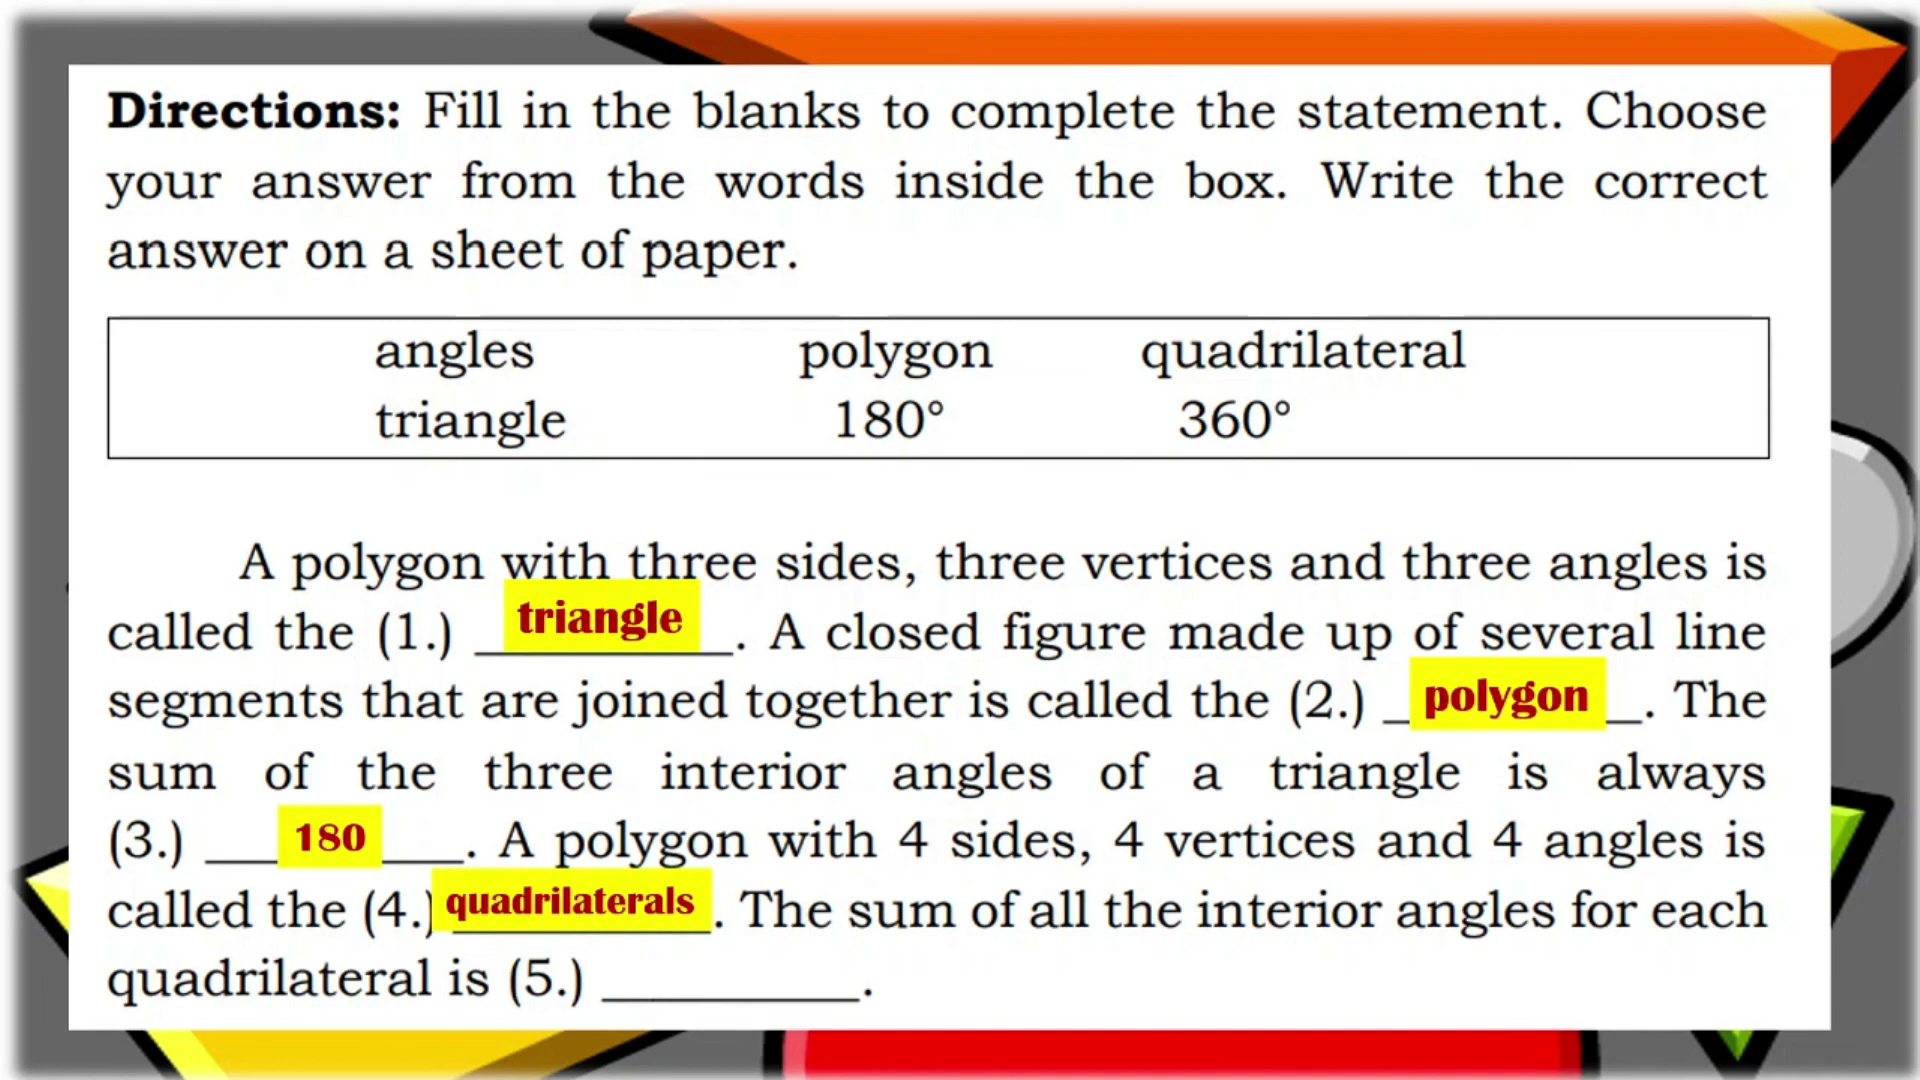 Directions: Fill in the blanks to complete the statement. Choose
your answer from the words inside the box. Write the correct
answer on a sheet of paper.
angles polygon quadrilateral
triangle 180° 360°
A polygon with three sides, three vertices and three angles is
called the (1.) triangle. A closed figure made up of several line
segments that are joined together is called the (2.) _polygon_. The
sum of the three interior angles of a triangle is always
(3.) ___180___. A polygon with 4 sides, 4 vertices and 4 angles is
called the (4.) quadrilaterals. The sum of all the interior angles for each
quadrilateral is (5.) __________.